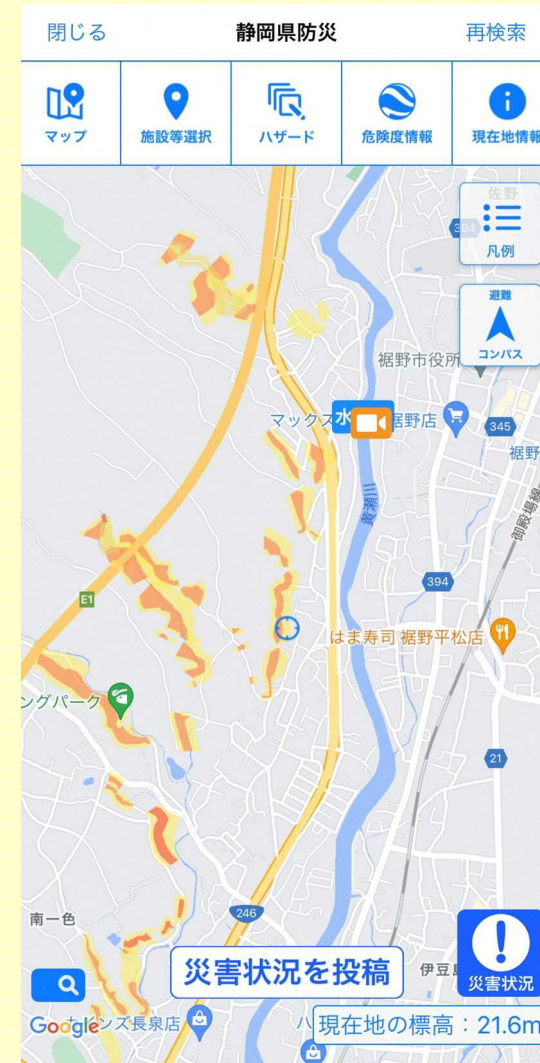 閉じる 静岡県防災 再検索
マップ 施設等選択 ハザード 危険度情報 現在地情報
佐野
394
凡例
避難
コンパス
裾野市役所
マックス
水
裾野店
345
裾野
黄瀬川
御殿場線
394
E1
はま寿司 裾野平松店
ングパーク
21
246
南一色
災害状況を投稿
伊豆島
災害状況
Google
ンズ長泉店
ハ
現在地の標高：21.6m